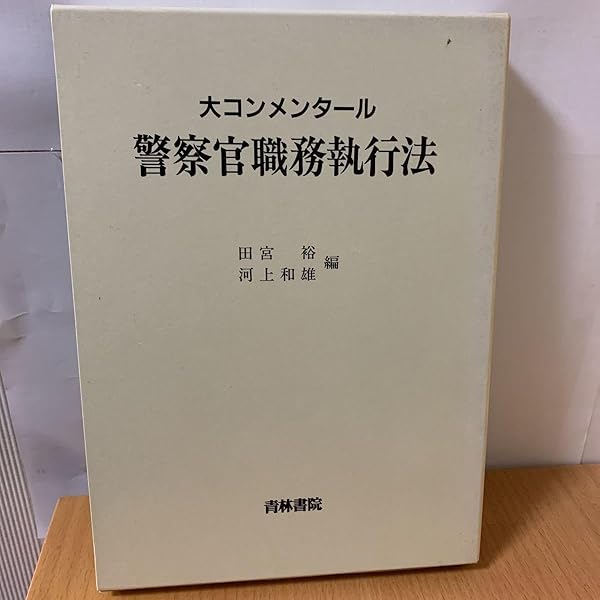 大コンメンタール
警察官職務執行法
田宮 裕
河上和雄
編
青林書院